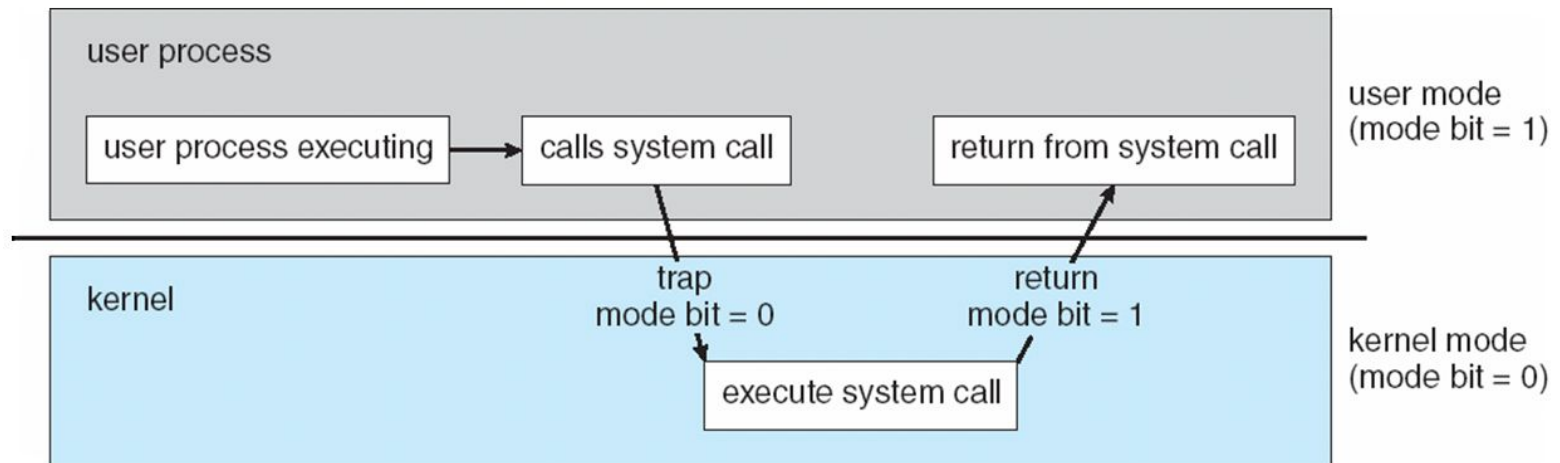 user process
user process executing
calls system call
return from system call
user mode
(mode bit = 1)
kernel
trap
mode bit = 0
return
mode bit = 1
execute system call
kernel mode
(mode bit = 0)